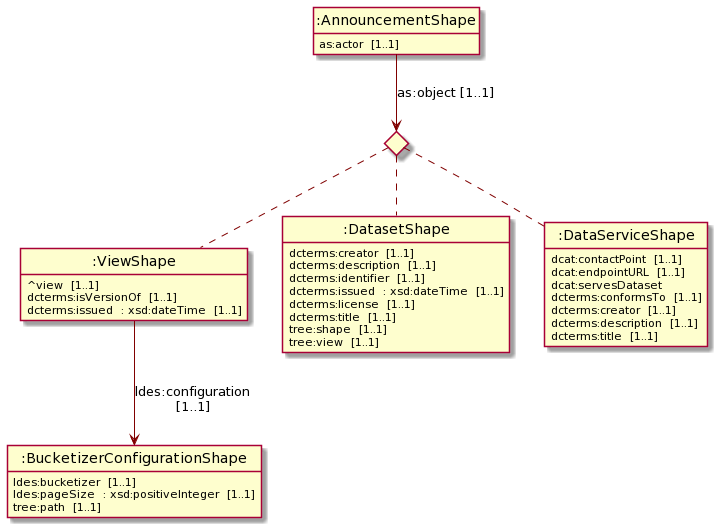 :AnnouncementShape
as:actor [1..1]
as:object [1..1]
:ViewShape
^view [1..1]
dcterms:isVersionOf [1..1]
dcterms:issued : xsd:dateTime [1..1]
:DatasetShape
dcterms:creator [1..1]
dcterms:description [1..1]
dcterms:identifier [1..1]
dcterms:issued : xsd:dateTime [1..1]
dcterms:license [1..1]
dcterms:title [1..1]
tree:shape [1..1]
tree:view [1..1]
:DataServiceShape
dcat:contactPoint [1..1]
dcat:endpointURL [1..1]
dcat:servesDataset
dcterms:conformsTo [1..1]
dcterms:creator [1..1]
dcterms:description [1..1]
dcterms:title [1..1]
ldes:configuration
[1..1]
:BucketizerConfigurationShape
ldes:bucketizer [1..1]
ldes:pageSize : xsd:positiveInteger [1..1]
tree:path [1..1]